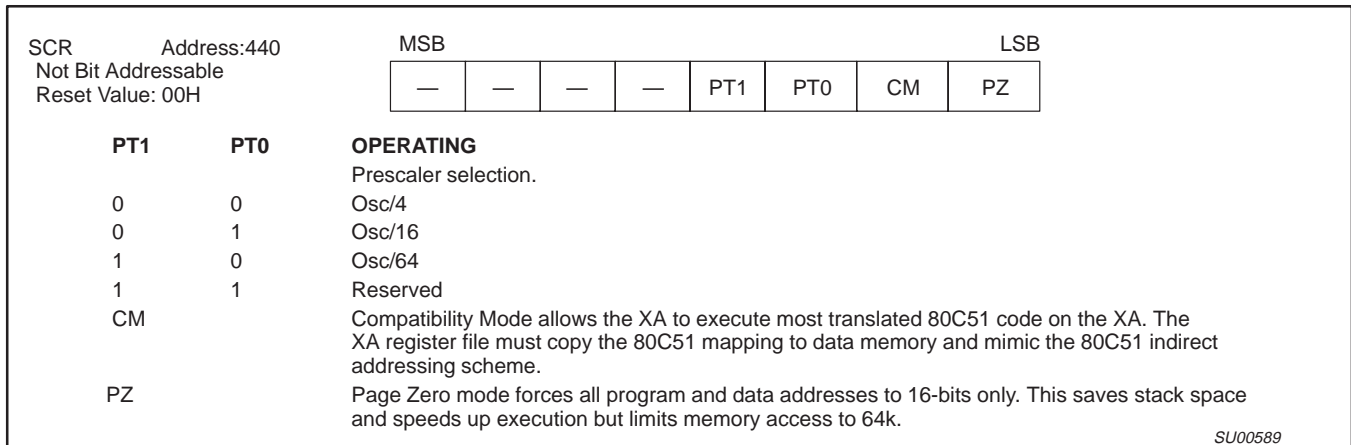 SCR Address:440 MSB LSB
Not Bit Addressable
Reset Value: 00H
— — — — PT1 PT0 CM PZ
PT1 PT0 OPERATING
Prescaler selection.
0 0 Osc/4
0 1 Osc/16
1 0 Osc/64
1 1 Reserved
CM Compatibility Mode allows the XA to execute most translated 80C51 code on the XA. The
XA register file must copy the 80C51 mapping to data memory and mimic the 80C51 indirect
addressing scheme.
PZ Page Zero mode forces all program and data addresses to 16-bits only. This saves stack space
and speeds up execution but limits memory access to 64k.
SU00589